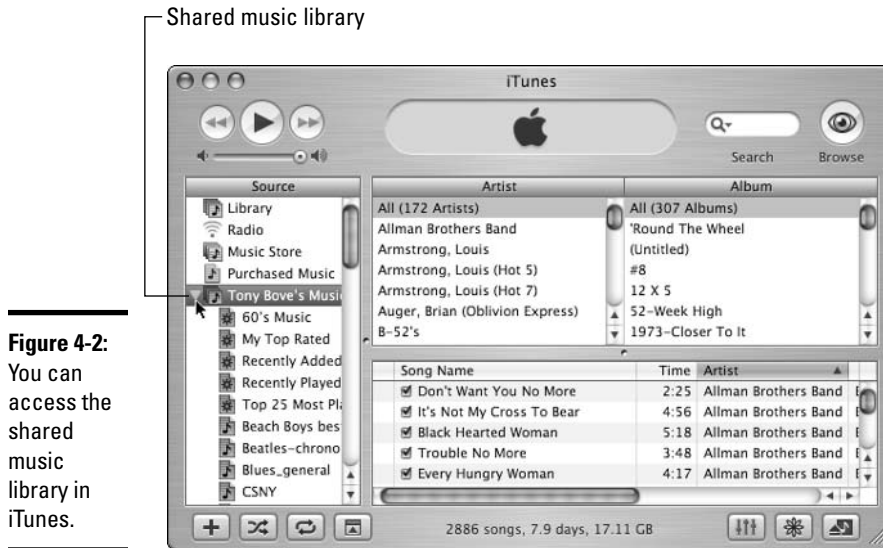 Shared music library
iTunes
Search
Browse
Source
Library
Radio
Music Store
Purchased Music
Tony Bove's Musi
60's Music
My Top Rated
Recently Added
Recently Played
Top 25 Most Pl
Beach Boys bes
Beatles-chrono
Blues_general
CSNY
Artist
All (172 Artists)
Allman Brothers Band
Armstrong, Louis
Armstrong, Louis (Hot 5)
Armstrong, Louis (Hot 7)
Auger, Brian (Oblivion Express)
B-52's
Album
All (307 Albums)
'Round The Wheel
(Untitled)
#8
12 X 5
52-Week High
1973-Closer To It
Song Name Time Artist
Don't Want You No More 2:25 Allman Brothers Band
It's Not My Cross To Bear 4:56 Allman Brothers Band
Black Hearted Woman 5:18 Allman Brothers Band
Trouble No More 3:48 Allman Brothers Band
Every Hungry Woman 4:17 Allman Brothers Band
2886 songs, 7.9 days, 17.11 GB
Figure 4-2:
You can
access the
shared
music
library in
iTunes.